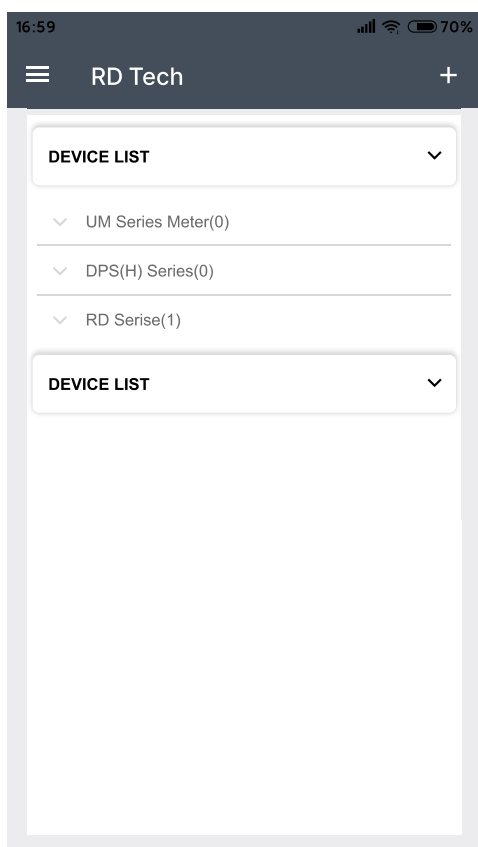 16:59 70%
RD Tech +
DEVICE LIST
UM Series Meter(0)
DPS(H) Series(0)
RD Serise(1)
DEVICE LIST